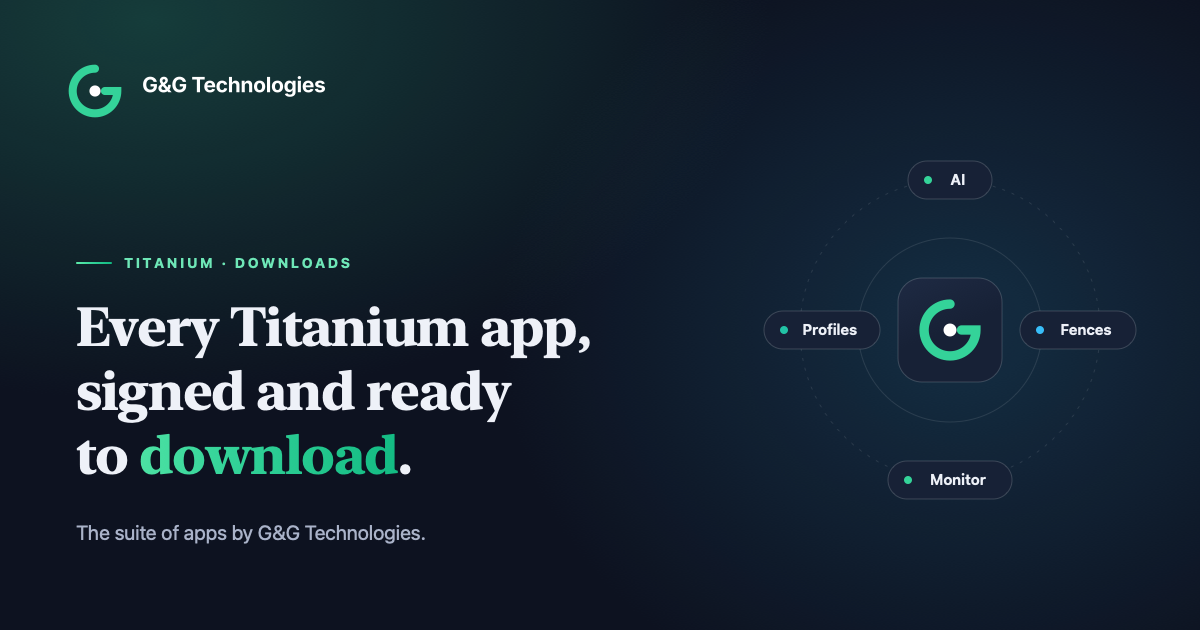 G&G Technologies
TITANIUM · DOWNLOADS
Every Titanium app,
signed and ready
to download.
The suite of apps by G&G Technologies.
AI
Profiles
Fences
Monitor